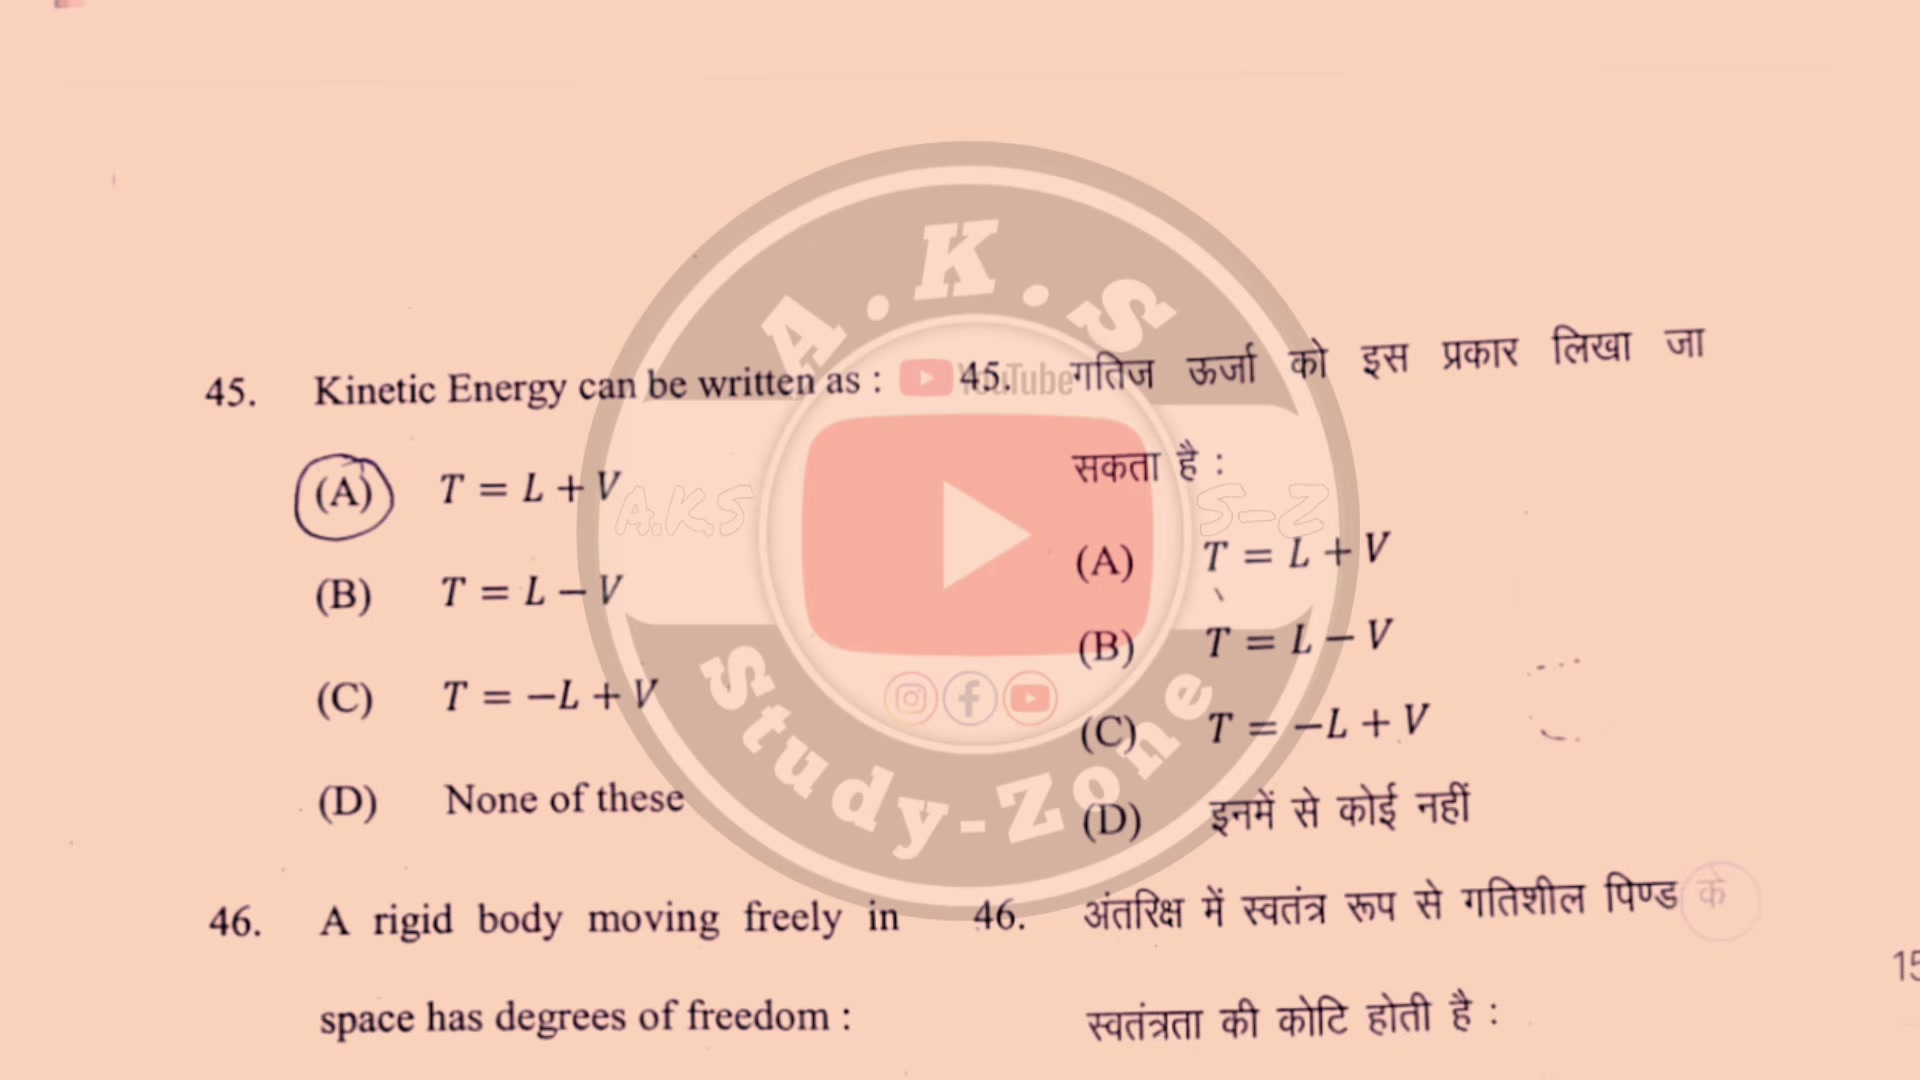 45. Kinetic Energy can be written as :
(A) T = L + V
(B) T = L − V
(C) T = −L + V
(D) None of these
46. A rigid body moving freely in
space has degrees of freedom :
45. गतिज ऊर्जा को इस प्रकार लिखा जा
सकता है :
(A) T = L + V
(B) T = L − V
(C) T = −L + V
(D) इनमें से कोई नहीं
46. अंतरिक्ष में स्वतंत्र रूप से गतिशील पिण्ड के
स्वतंत्रता की कोटि होती है :
15
A.K.S
YouTube
A.K.S
S-Z
Study-Zone